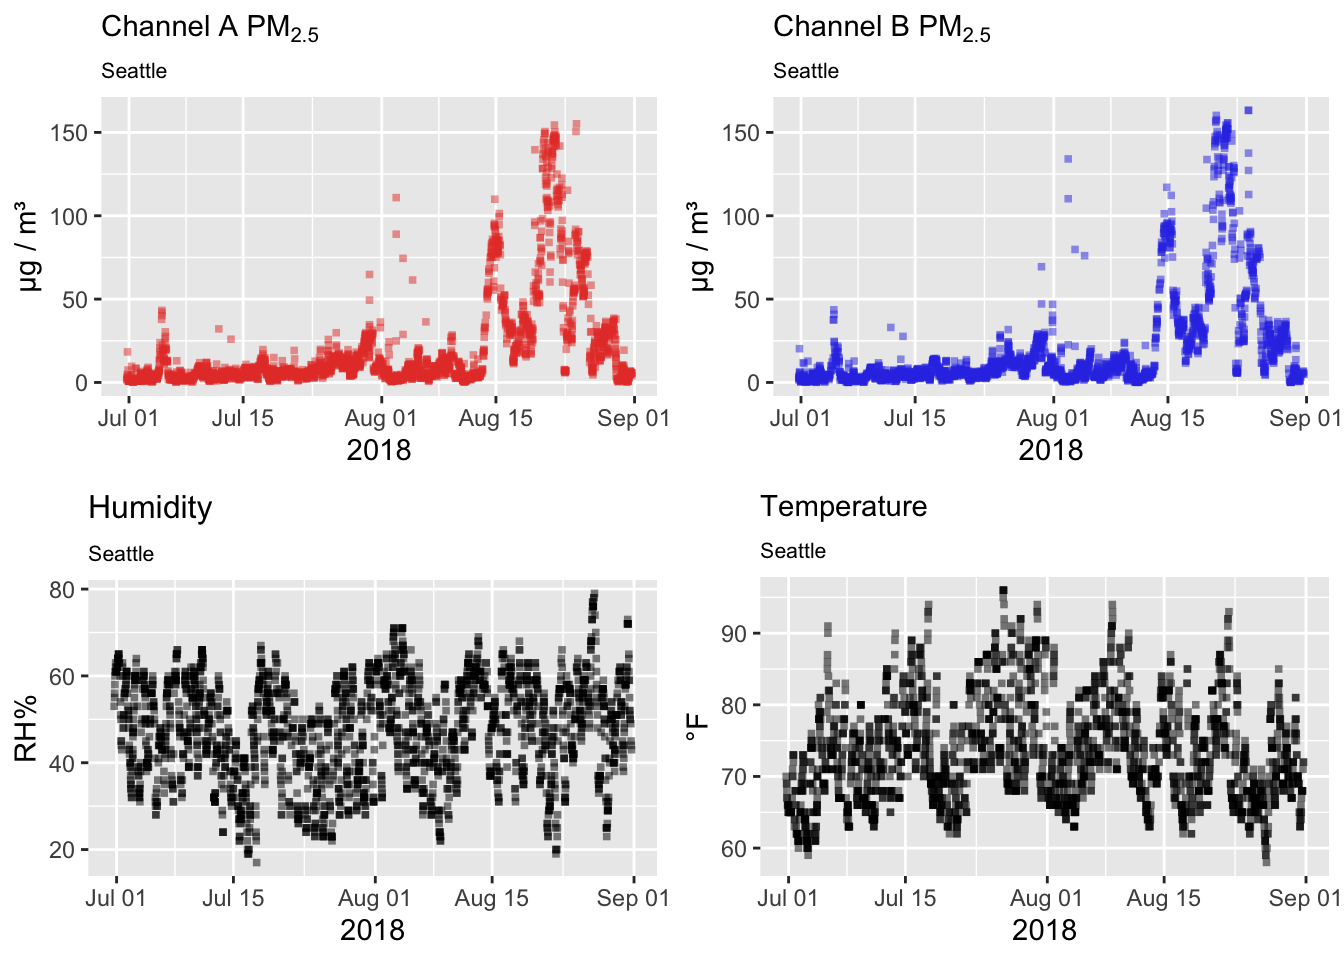 Channel A PM2.5
Seattle
150
100
50
0
µg / m³
Jul 01 Jul 15 Aug 01 Aug 15 Sep 01
2018
Channel B PM2.5
Seattle
150
100
50
0
µg / m³
Jul 01 Jul 15 Aug 01 Aug 15 Sep 01
2018
Humidity
Seattle
80
60
40
20
RH%
Jul 01 Jul 15 Aug 01 Aug 15 Sep 01
2018
Temperature
Seattle
90
80
70
60
°F
Jul 01 Jul 15 Aug 01 Aug 15 Sep 01
2018